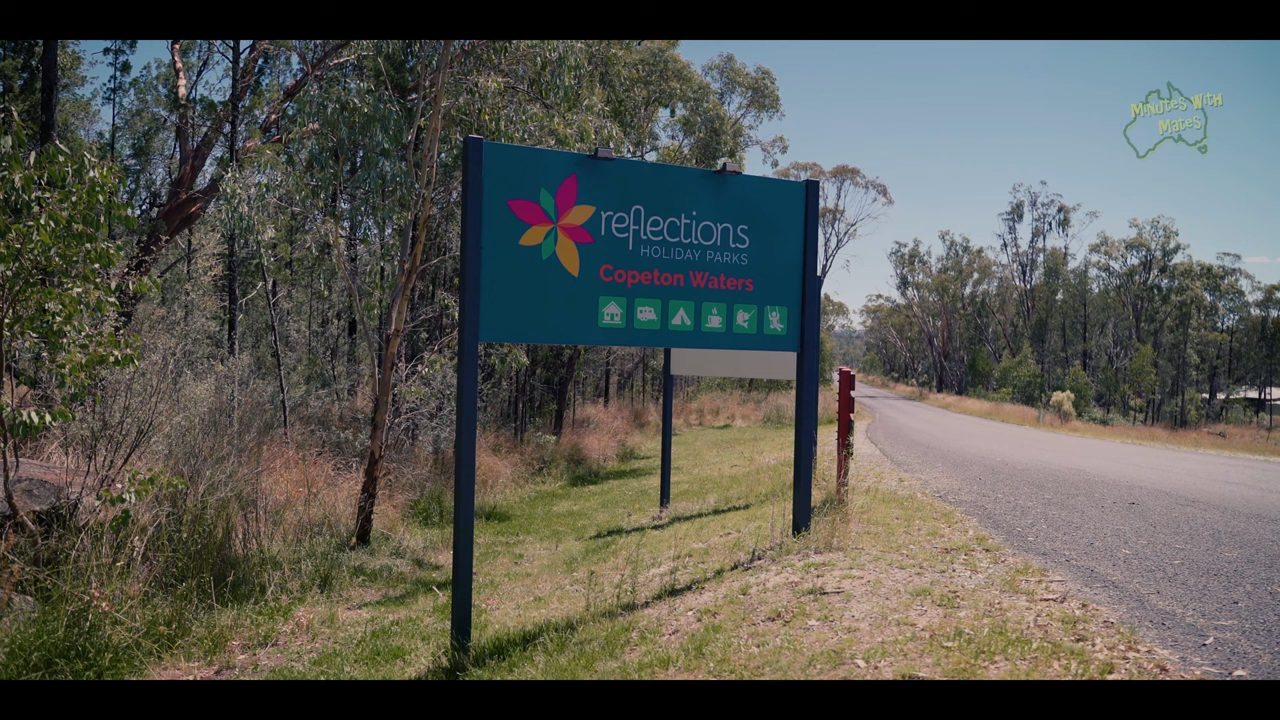 Minutes With
Mates
reflections
HOLIDAY PARKS
Copeton Waters